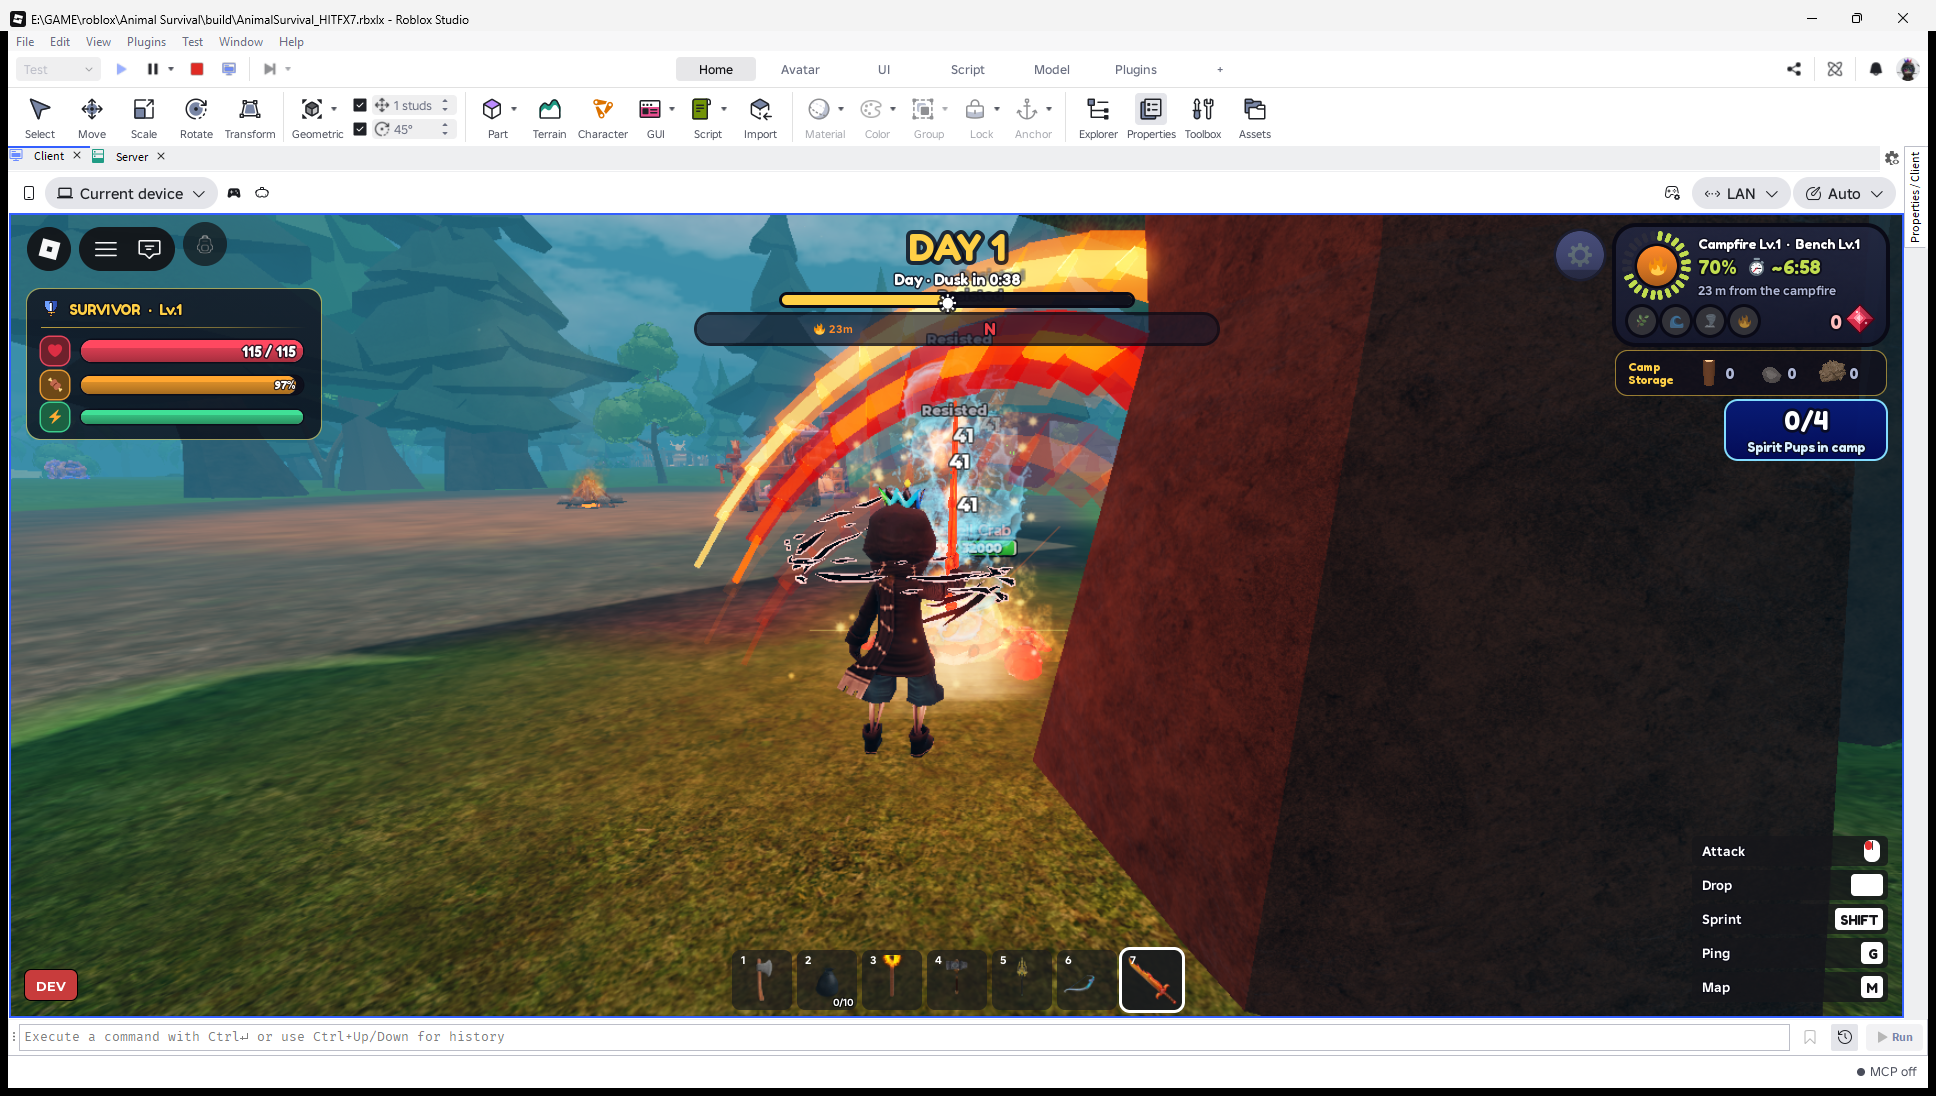 E:\GAME\roblox\Animal Survival\build\AnimalSurvival_HITFX7.rbxlx - Roblox Studio
File Edit View Plugins Test Window Help
Test
Home Avatar UI Script Model Plugins +
1 studs
45°
Select Move Scale Rotate Transform Geometric Part Terrain Character GUI Script Import Material Color Group Lock Anchor Explorer Properties Toolbox Assets
Client Server
Properties / Client
Current device LAN Auto
DAY 1
Day · Dusk in 0:38
23m N
Resisted
SURVIVOR · Lv.1
115 / 115
97%
Campfire Lv.1 · Bench Lv.1
70% ~6:58
23 m from the campfire
0
Camp Storage 0 0 0
0/4
Spirit Pups in camp
Resisted
41
41
41
Crab
32000
Attack
Drop
Sprint SHIFT
Ping G
Map M
1 2 3 4 5 6 7
0/10
DEV
Execute a command with Ctrl↵ or use Ctrl+Up/Down for history
Run
MCP off